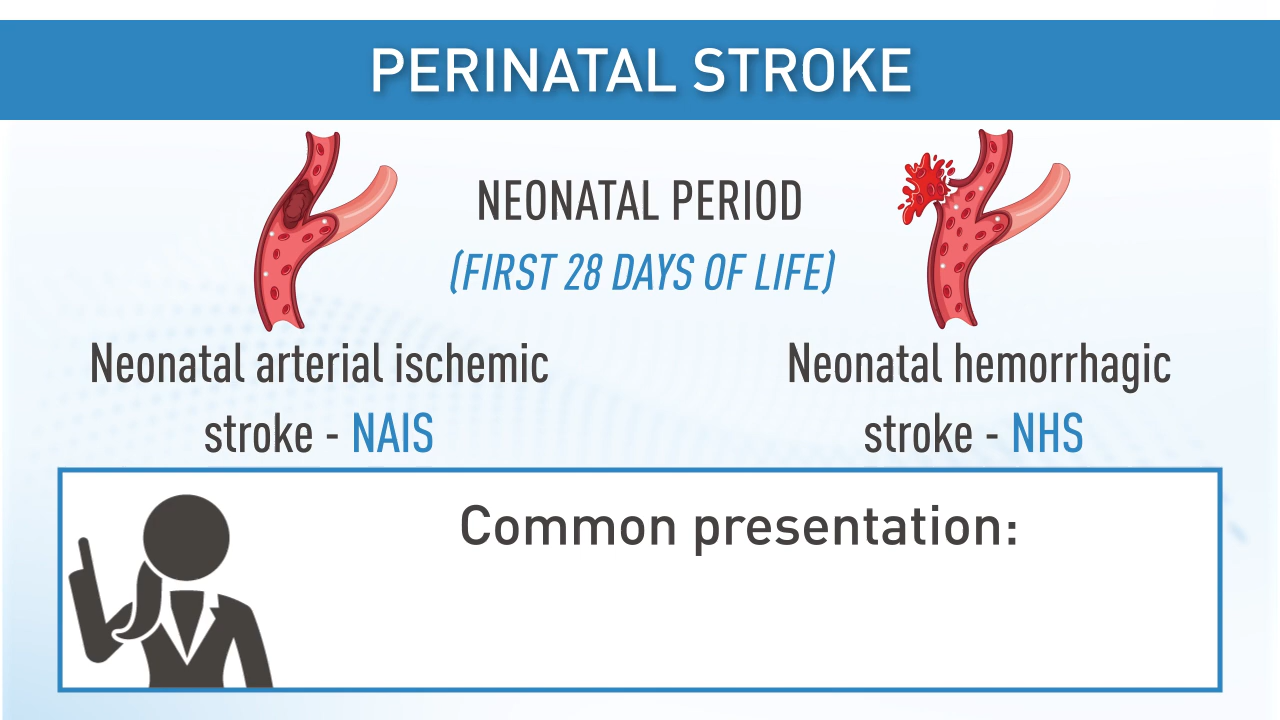 PERINATAL STROKE
NEONATAL PERIOD
(FIRST 28 DAYS OF LIFE)
Neonatal arterial ischemic
stroke - NAIS
Neonatal hemorrhagic
stroke - NHS
Common presentation: